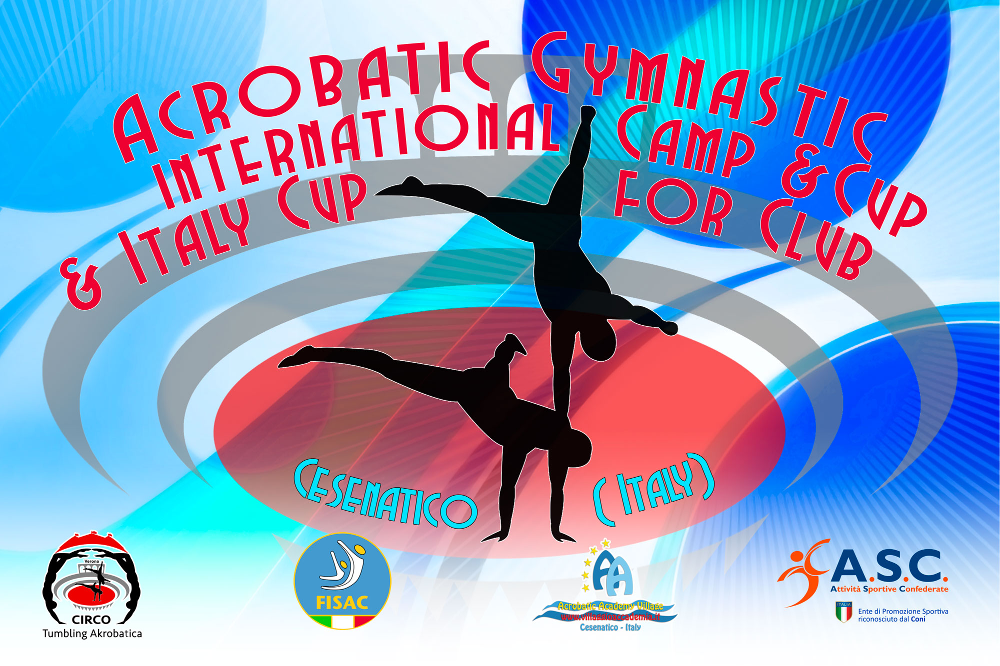 Acrobatic Gymnastic
International Camp & Cup
& Italy Cup for Club
Cesenatico (Italy)
Verona
CIRCO
Tumbling Akrobatica
FISAC
AA
Acrobatic Academy Village
www.villaggioaccademia.it
Cesenatico - Italy
A.S.C.
Attività Sportive Confederate
ITALIA
Ente di Promozione Sportiva
riconosciuto dal Coni